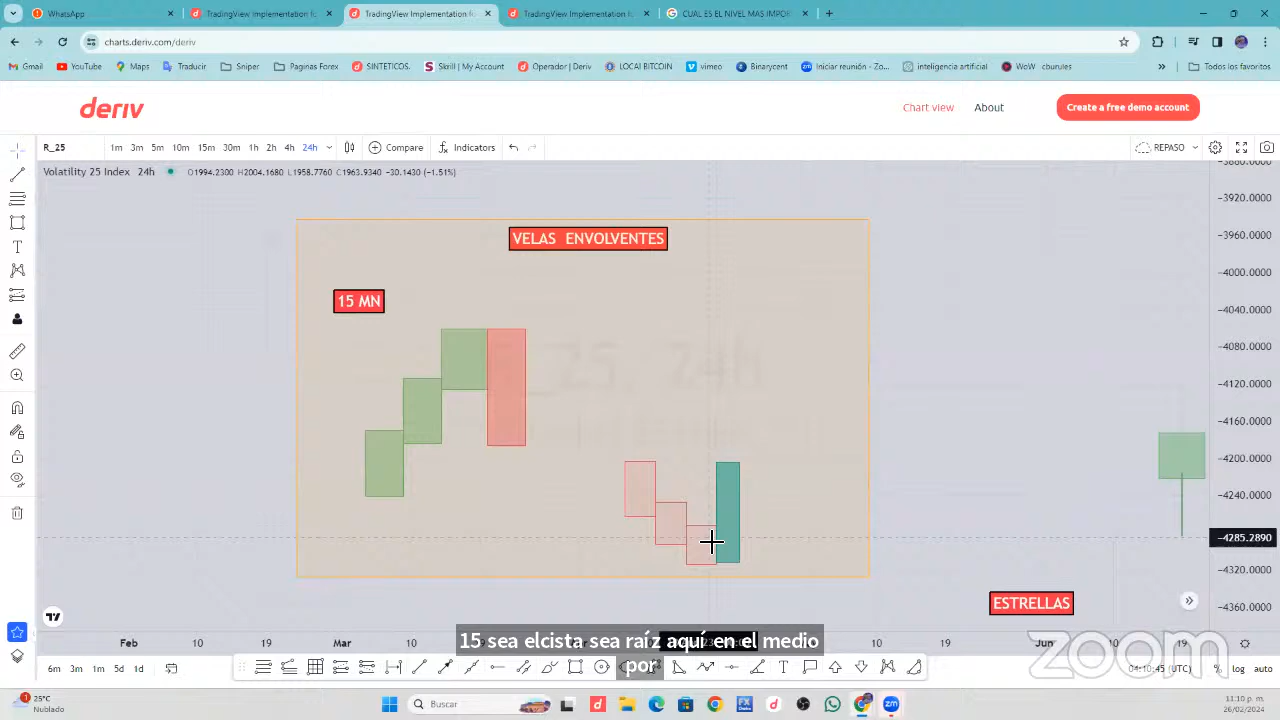 WhatsApp
TradingView Implementation fo
TradingView Implementation fo
TradingView Implementation fo
CUAL ES EL NIVEL MAS IMPOR
charts.deriv.com/deriv
Gmail YouTube Maps Traducir Sniper Paginas Forex SINTETICOS. Skrill | My Account Operador | Deriv LOCAL BITCOIN vimeo Binarycent Iniciar reunión - Zo... inteligencia artificial WoW cburules Todos los favoritos
deriv
Chart view About Create a free demo account
R_25 1m 3m 5m 10m 15m 30m 1h 2h 4h 24h Compare Indicators REPASO
Volatility 25 Index 24h O1994.2300 H2004.1680 L1958.7760 C1963.9340 -30.1430 (-1.51%)
VELAS ENVOLVENTES
15 MN
R_25, 24h
-3880.0000
-3920.0000
-3960.0000
-4000.0000
-4040.0000
-4080.0000
-4120.0000
-4160.0000
-4200.0000
-4240.0000
-4285.2890
-4320.0000
-4360.0000
ESTRELLAS
Feb 10 19 Mar 10 10 19 Jun 10 19
15 sea elcista sea raíz aquí en el medio
por
zoom
6m 3m 1m 5d 1d
04:10:45 (UTC) % log auto
25°C
Nublado
Buscar
11:10 p.m.
26/02/2024